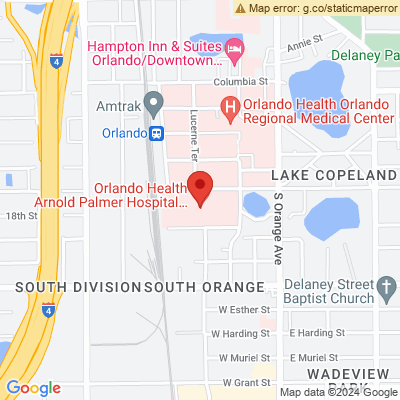 Map error: g.co/staticmaperror
4
Hampton Inn & Suites
Orlando/Downtown...
Annie St
Delaney Pa
Columbia St
Amtrak
H
Orlando Health Orlando
Regional Medical Center
Orlando
Lucerne Ter
LAKE COPELAND
Orlando Health
Arnold Palmer Hospital...
18th St
S Orange Ave
SOUTH DIVISION
SOUTH ORANGE
Delaney Street
Baptist Church
4
W Esther St
W Harding St
E Harding St
W Muriel St
E Muriel St
WADEVIEW
PARK
W Grant St
Google
Map data ©2024 Google